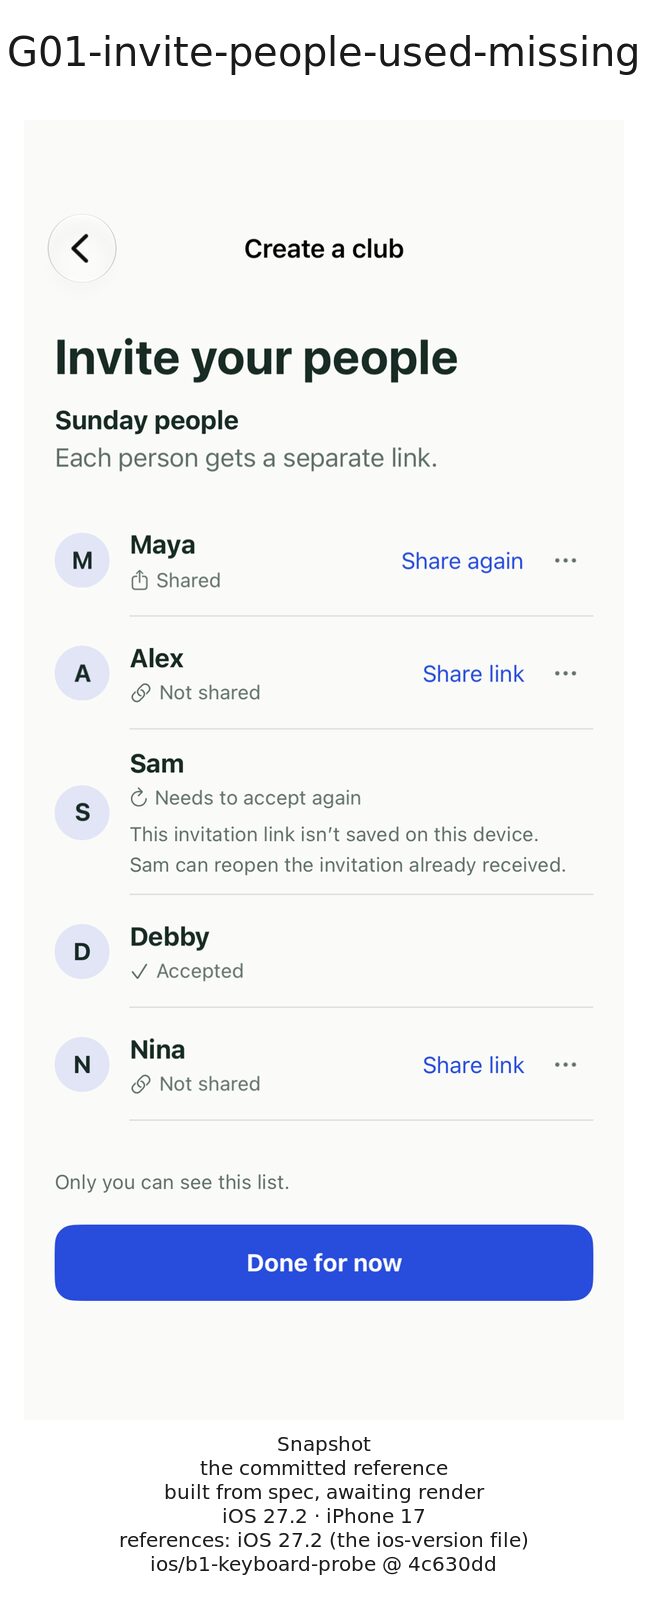 G01-invite-people-used-missing
Create a club
Invite your people
Sunday people
Each person gets a separate link.
M
Maya
Shared
Share again
A
Alex
Not shared
Share link
S
Sam
Needs to accept again
This invitation link isn’t saved on this device.
Sam can reopen the invitation already received.
D
Debby
Accepted
N
Nina
Not shared
Share link
Only you can see this list.
Done for now
Snapshot
the committed reference
built from spec, awaiting render
iOS 27.2 · iPhone 17
references: iOS 27.2 (the ios-version file)
ios/b1-keyboard-probe @ 4c630dd